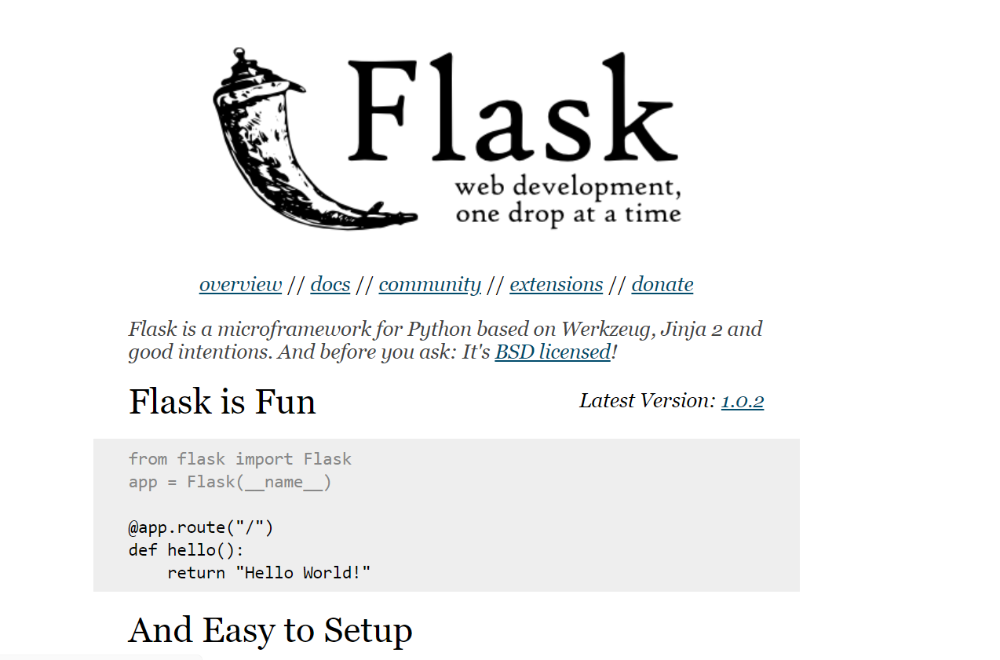 Flask
web development,
one drop at a time
overview // docs // community // extensions // donate
Flask is a microframework for Python based on Werkzeug, Jinja 2 and
good intentions. And before you ask: It's BSD licensed!
Flask is Fun
Latest Version: 1.0.2
from flask import Flask
app = Flask(__name__)
@app.route("/")
def hello():
    return "Hello World!"
And Easy to Setup